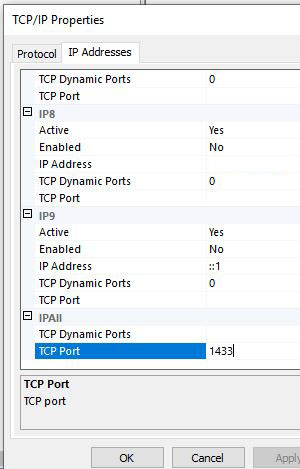 TCP/IP Properties
Protocol IP Addresses
TCP Dynamic Ports 0
TCP Port
IP8
Active Yes
Enabled No
IP Address
TCP Dynamic Ports 0
TCP Port
IP9
Active Yes
Enabled No
IP Address ::1
TCP Dynamic Ports 0
TCP Port
IPAll
TCP Dynamic Ports
TCP Port 1433
TCP Port
TCP port
OK Cancel Apply